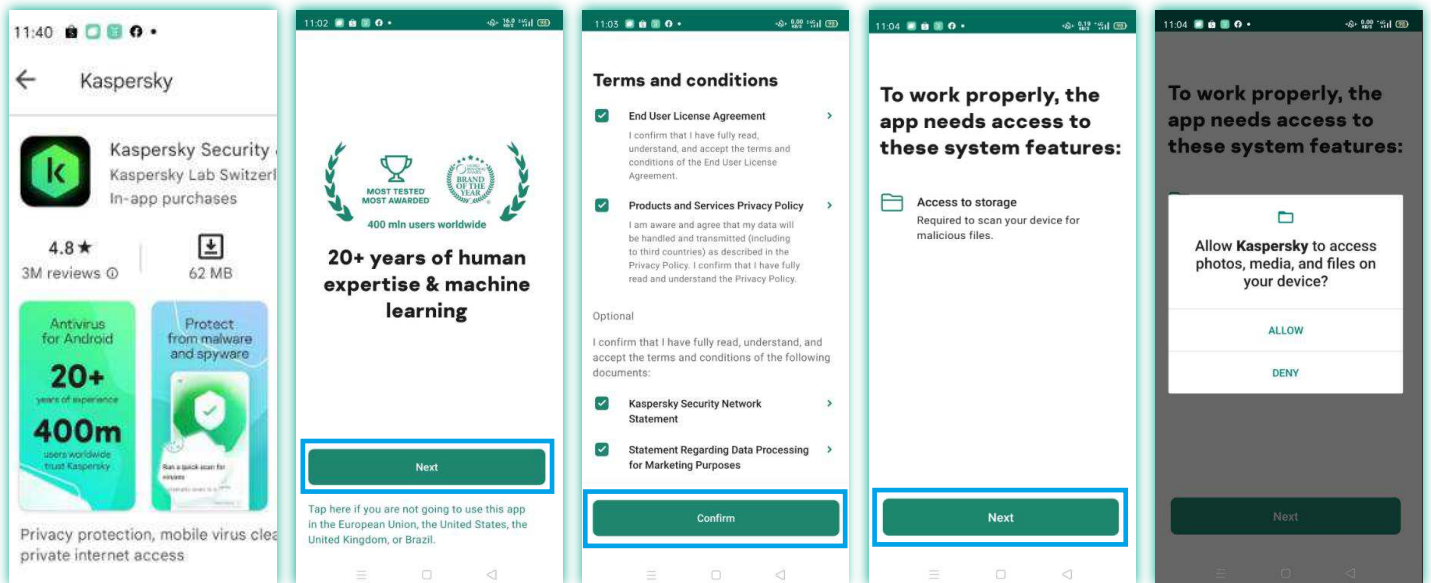 11:40
Kaspersky
Kaspersky Security
Kaspersky Lab Switzerl
In-app purchases
4.8★
3M reviews
62 MB
Antivirus
for Android
20+
years of experience
400m
users worldwide
trust Kaspersky
Protect
from malware
and spyware
Run a quick scan for
viruses
Privacy protection, mobile virus clea
private internet access
11:02
MOST TESTED
MOST AWARDED
BRAND
OF THE
YEAR
400 mln users worldwide
20+ years of human
expertise & machine
learning
Next
Tap here if you are not going to use this app
in the European Union, the United States, the
United Kingdom, or Brazil.
11:03
Terms and conditions
End User License Agreement
I confirm that I have fully read,
understand, and accept the terms and
conditions of the End User License
Agreement.
Products and Services Privacy Policy
I am aware and agree that my data will
be handled and transmitted (including
to third countries) as described in the
Privacy Policy. I confirm that I have fully
read and understand the Privacy Policy.
Optional
I confirm that I have fully read, understand, and
accept the terms and conditions of the following
documents:
Kaspersky Security Network
Statement
Statement Regarding Data Processing
for Marketing Purposes
Confirm
11:04
To work properly, the
app needs access to
these system features:
Access to storage
Required to scan your device for
malicious files.
Next
11:04
To work properly, the
app needs access to
these system features:
Allow Kaspersky to access
photos, media, and files on
your device?
ALLOW
DENY
Next